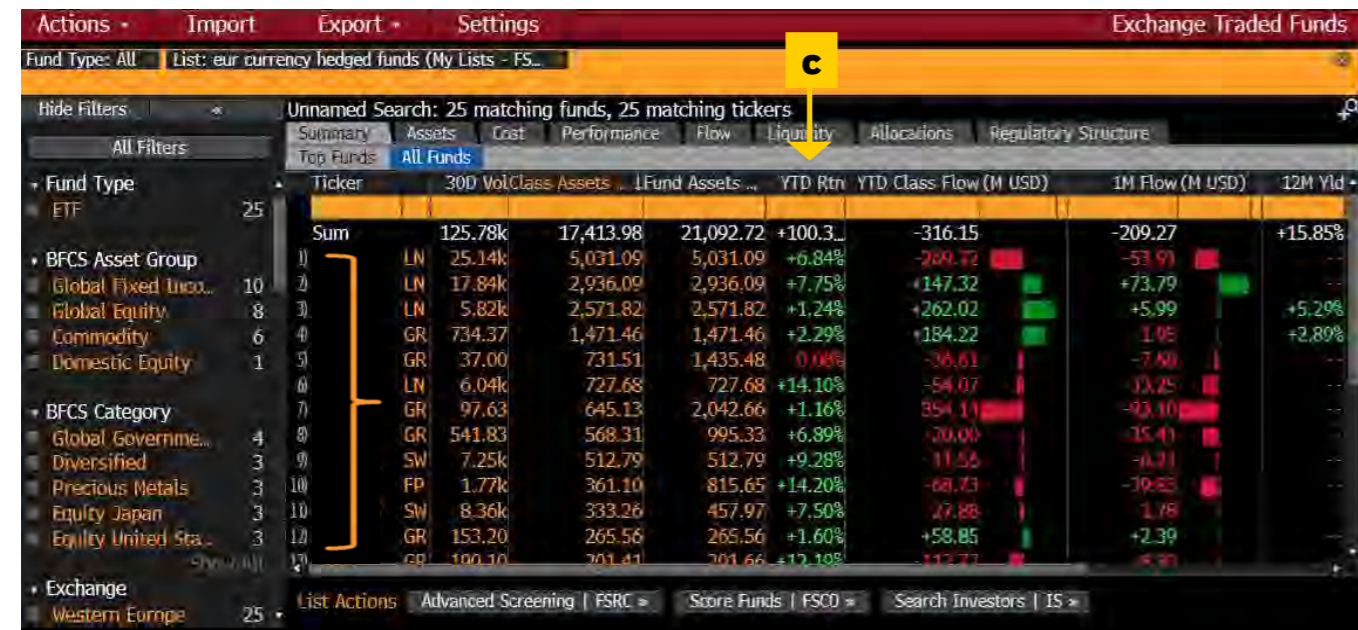 Actions Import Export Settings Exchange Traded Funds
Fund Type: All List: eur currency hedged funds (My Lists - FS...
c
Hide Filters « Unnamed Search: 25 matching funds, 25 matching tickers
All Filters
Summary Assets Cost Performance Flow Liquidity Allocations Regulatory Structure
Top Funds All Funds
Fund Type
ETF 25
BFCS Asset Group
Global Fixed Inco... 10
Global Equity 8
Commodity 6
Domestic Equity 1
BFCS Category
Global Governme... 4
Diversified 3
Precious Metals 3
Equity Japan 3
Equity United Sta... 3
Show All
Exchange
Western Europe 25
Ticker 30D Vol Class Assets ... Fund Assets ... YTD Rtn YTD Class Flow (M USD) 1M Flow (M USD) 12M Yld
Sum 125.78k 17,413.98 21,092.72 +100.3... -316.15 -209.27 +15.85%
1) LN 25.14k 5,031.09 5,031.09 +6.84% --
2) LN 17.84k 2,936.09 2,936.09 +7.75% +147.32 +73.79 --
3) LN 5.82k 2,571.82 2,571.82 +1.24% +262.02 +5.99 +5.29%
4) GR 734.37 1,471.46 1,471.46 +2.29% +184.22 +2.89%
5) GR 37.00 731.51 1,435.48 --
6) LN 6.04k 727.68 727.68 +14.10% -54.07 --
7) GR 97.63 645.13 2,042.66 +1.16% --
8) GR 541.83 568.31 995.33 +6.89% --
9) SW 7.25k 512.79 512.79 +9.28% --
10) FP 1.77k 361.10 815.65 +14.20% -68.73 --
11) SW 8.36k 333.26 457.97 +7.50% --
12) GR 153.20 265.56 265.56 +1.60% +58.85 +2.39 --
GR
List Actions Advanced Screening | FSRC » Score Funds | FSCO » Search Investors | IS »